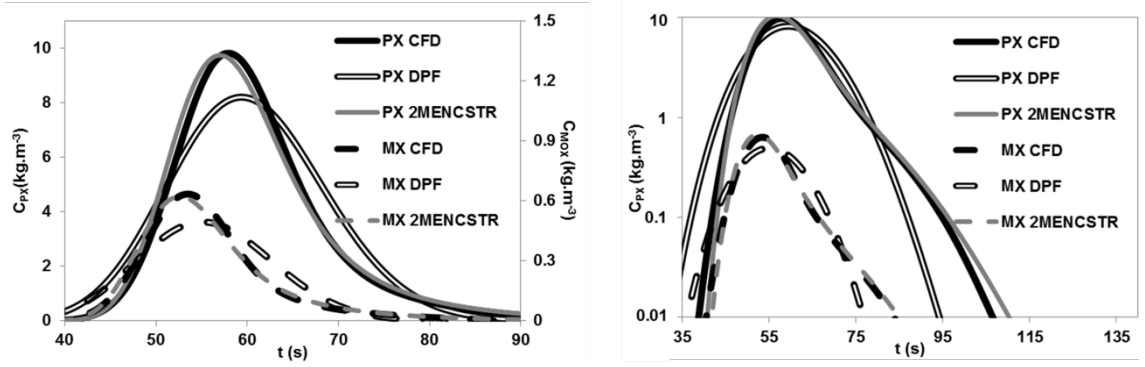 10
8
6
4
2
0
C_PX(kg.m⁻³)
1.5
1.2
0.9
0.6
0.3
0
C_MOX (kg.m⁻³)
PX CFD
PX DPF
PX 2MENCSTR
MX CFD
MX DPF
MX 2MENCSTR
40 50 60 70 80 90
t (s)
10
1
0.1
0.01
C_PX (kg.m⁻³)
PX CFD
PX DPF
PX 2MENCSTR
MX CFD
MX DPF
MX 2MENCSTR
35 55 75 95 115 135
t (s)